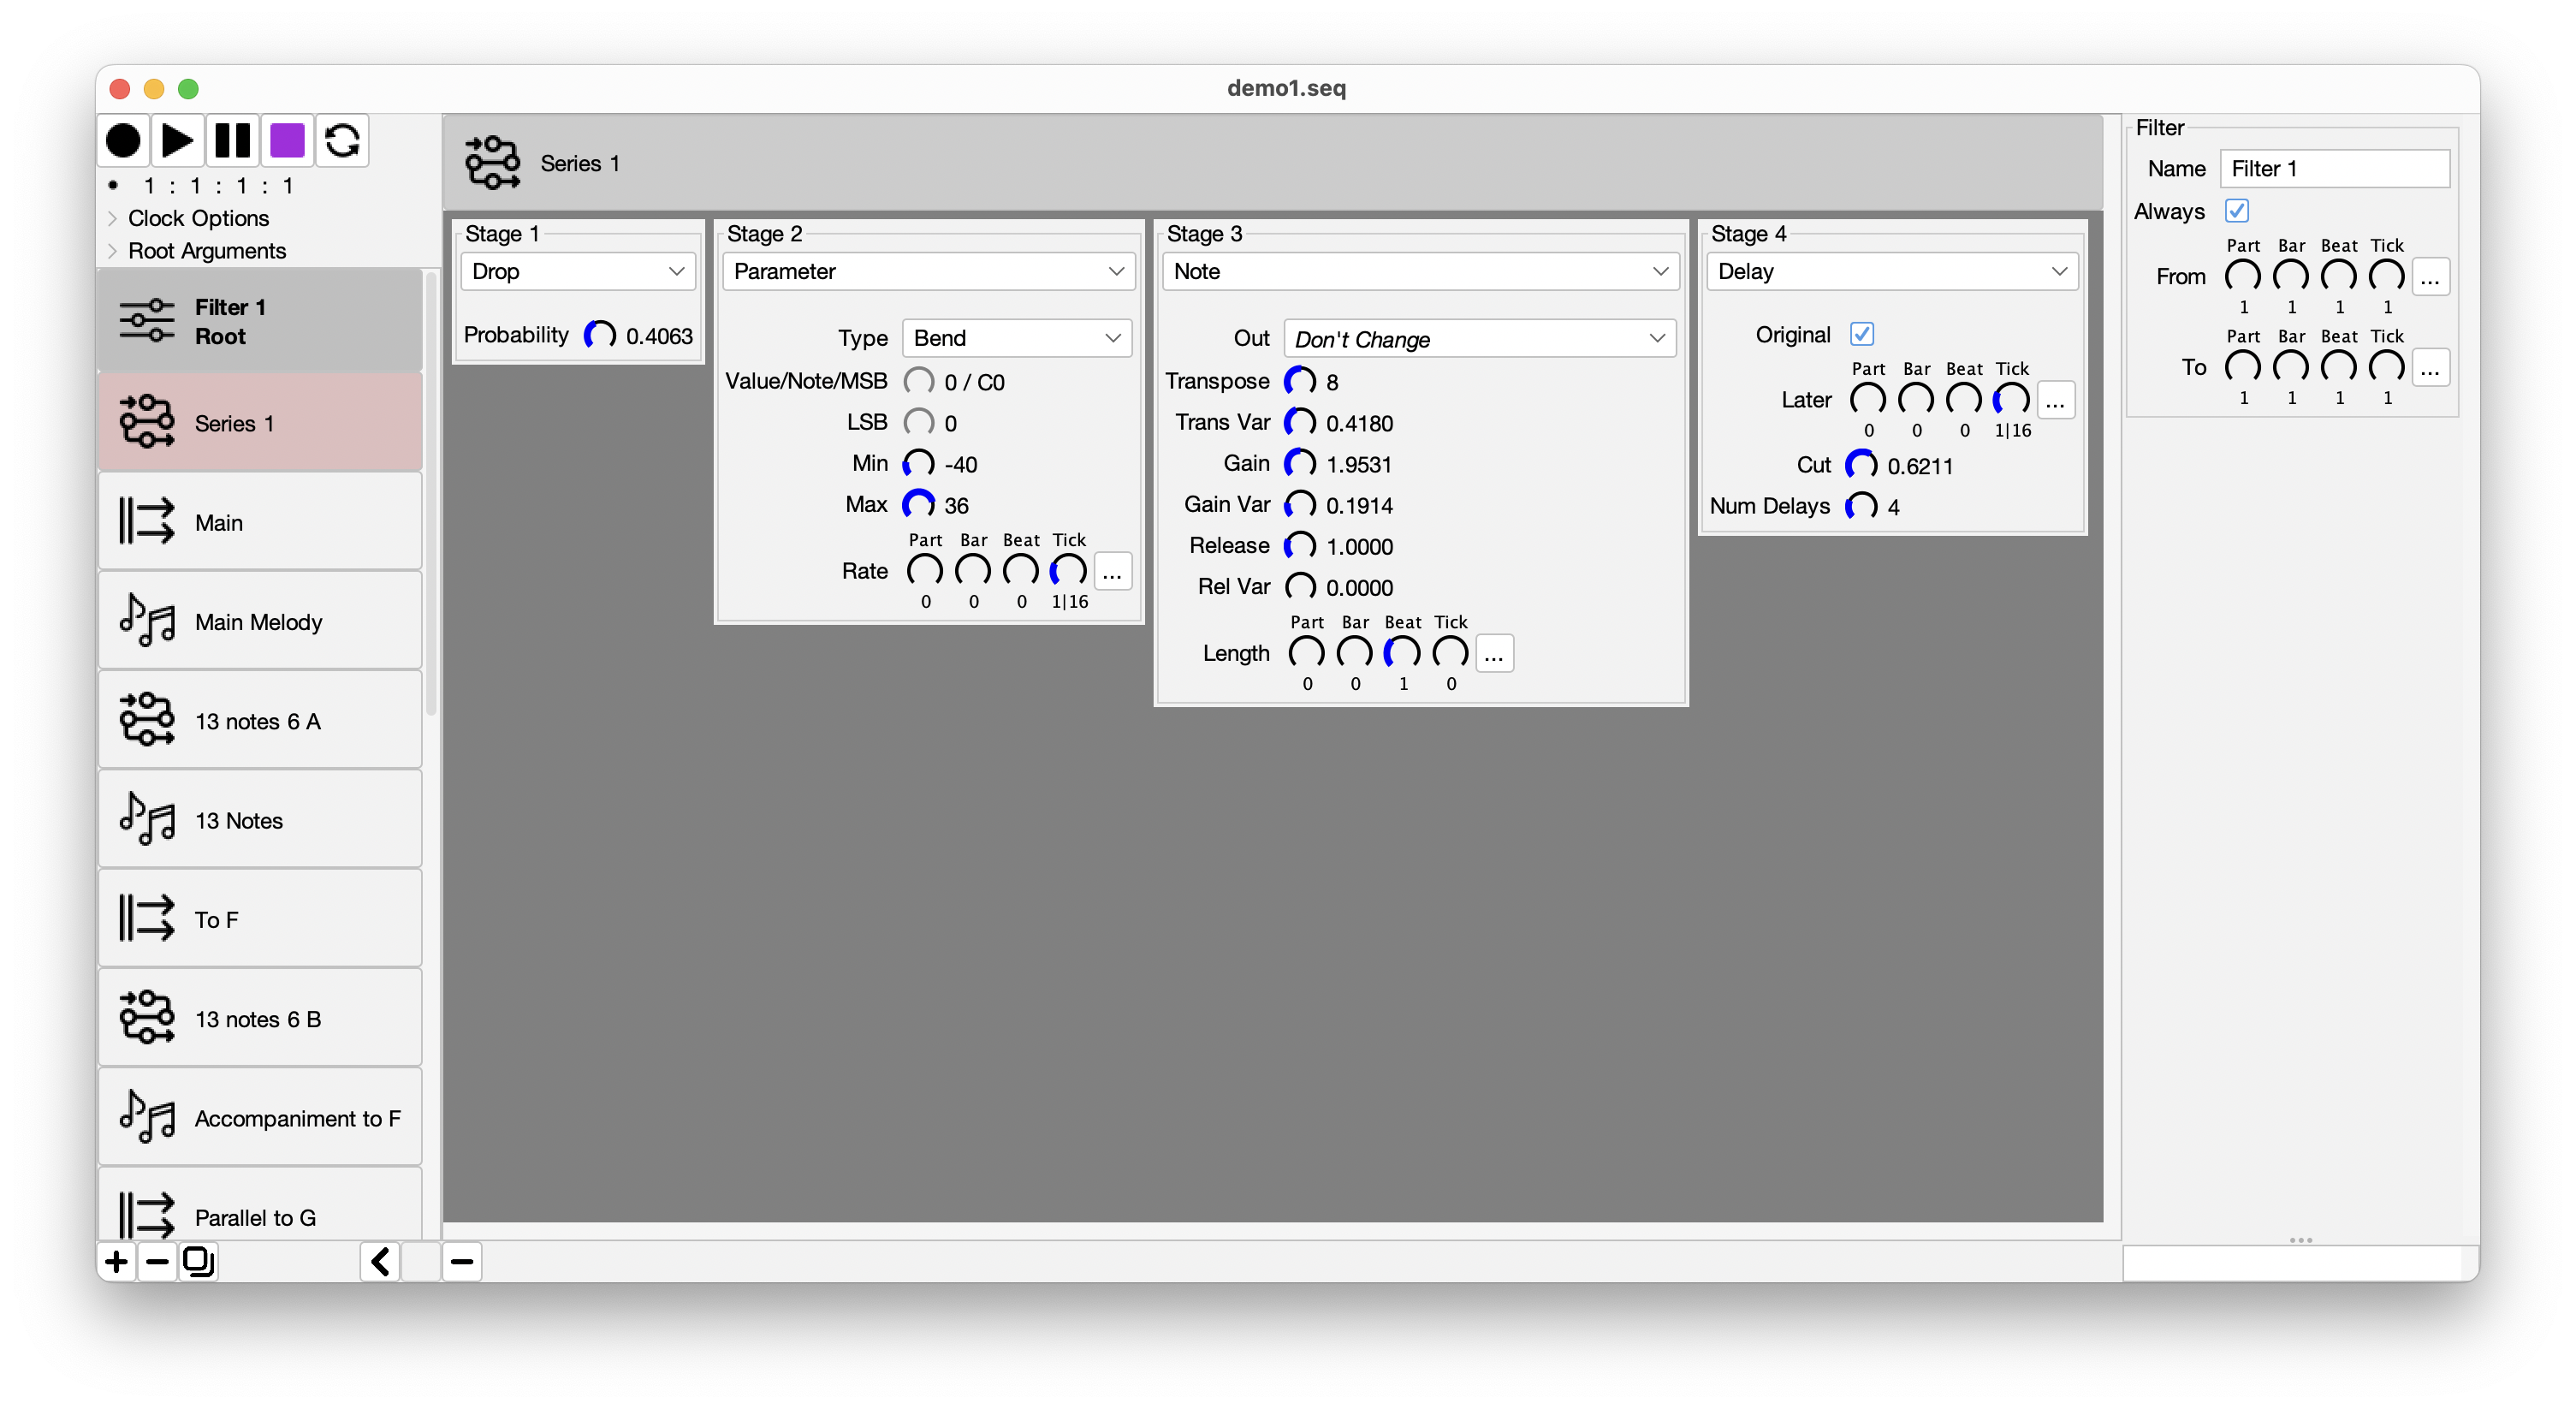 demo1.seq
1 : 1 : 1 : 1
Clock Options
Root Arguments
Filter 1
Root
Series 1
Main
Main Melody
13 notes 6 A
13 Notes
To F
13 notes 6 B
Accompaniment to F
Parallel to G
Series 1
Stage 1
Drop
Probability 0.4063
Stage 2
Parameter
Type Bend
Value/Note/MSB 0 / C0
LSB 0
Min -40
Max 36
Part Bar Beat Tick
Rate ...
0 0 0 1|16
Stage 3
Note
Out Don't Change
Transpose 8
Trans Var 0.4180
Gain 1.9531
Gain Var 0.1914
Release 1.0000
Rel Var 0.0000
Part Bar Beat Tick
Length ...
0 0 1 0
Stage 4
Delay
Original
Part Bar Beat Tick
Later ...
0 0 0 1|16
Cut 0.6211
Num Delays 4
Filter
Name Filter 1
Always
Part Bar Beat Tick
From ...
1 1 1 1
Part Bar Beat Tick
To ...
1 1 1 1